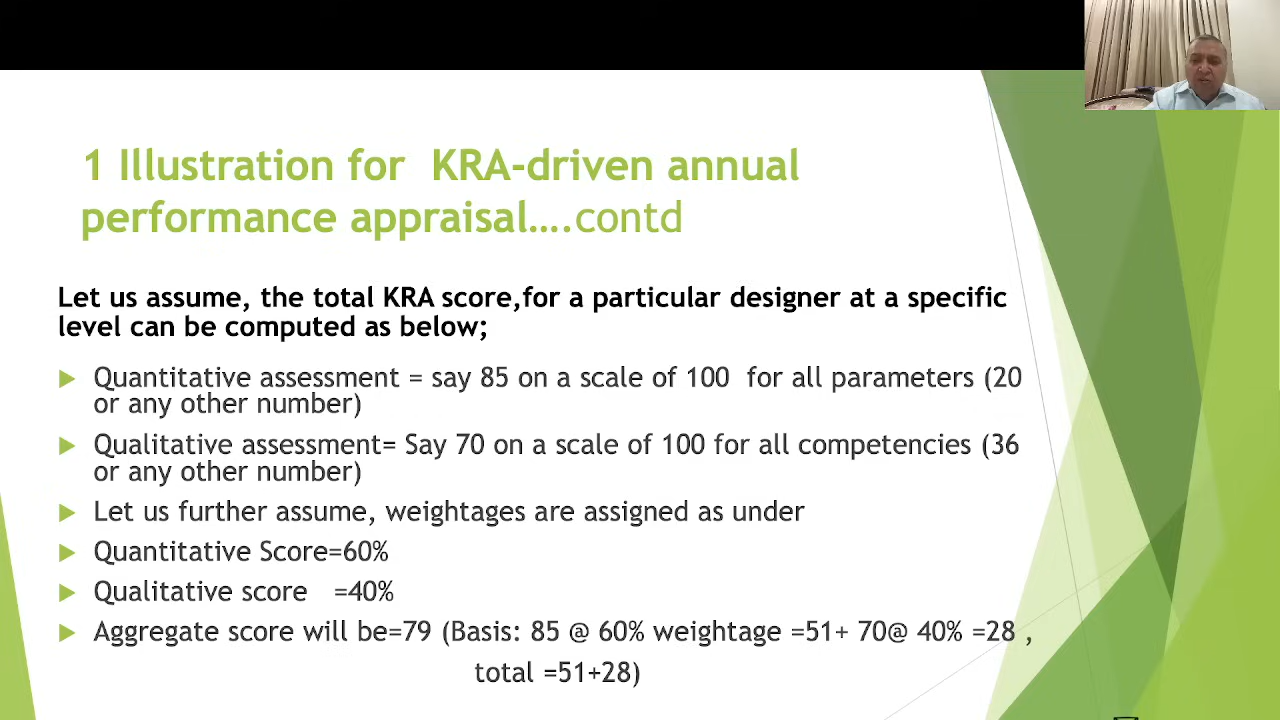 1 Illustration for  KRA-driven annual
performance appraisal….contd
Let us assume, the total KRA score,for a particular designer at a specific
level can be computed as below;
Quantitative assessment = say 85 on a scale of 100  for all parameters (20
or any other number)
Qualitative assessment= Say 70 on a scale of 100 for all competencies (36
or any other number)
Let us further assume, weightages are assigned as under
Quantitative Score=60%
Qualitative score   =40%
Aggregate score will be=79 (Basis: 85 @ 60% weightage =51+ 70@ 40% =28 ,
total =51+28)